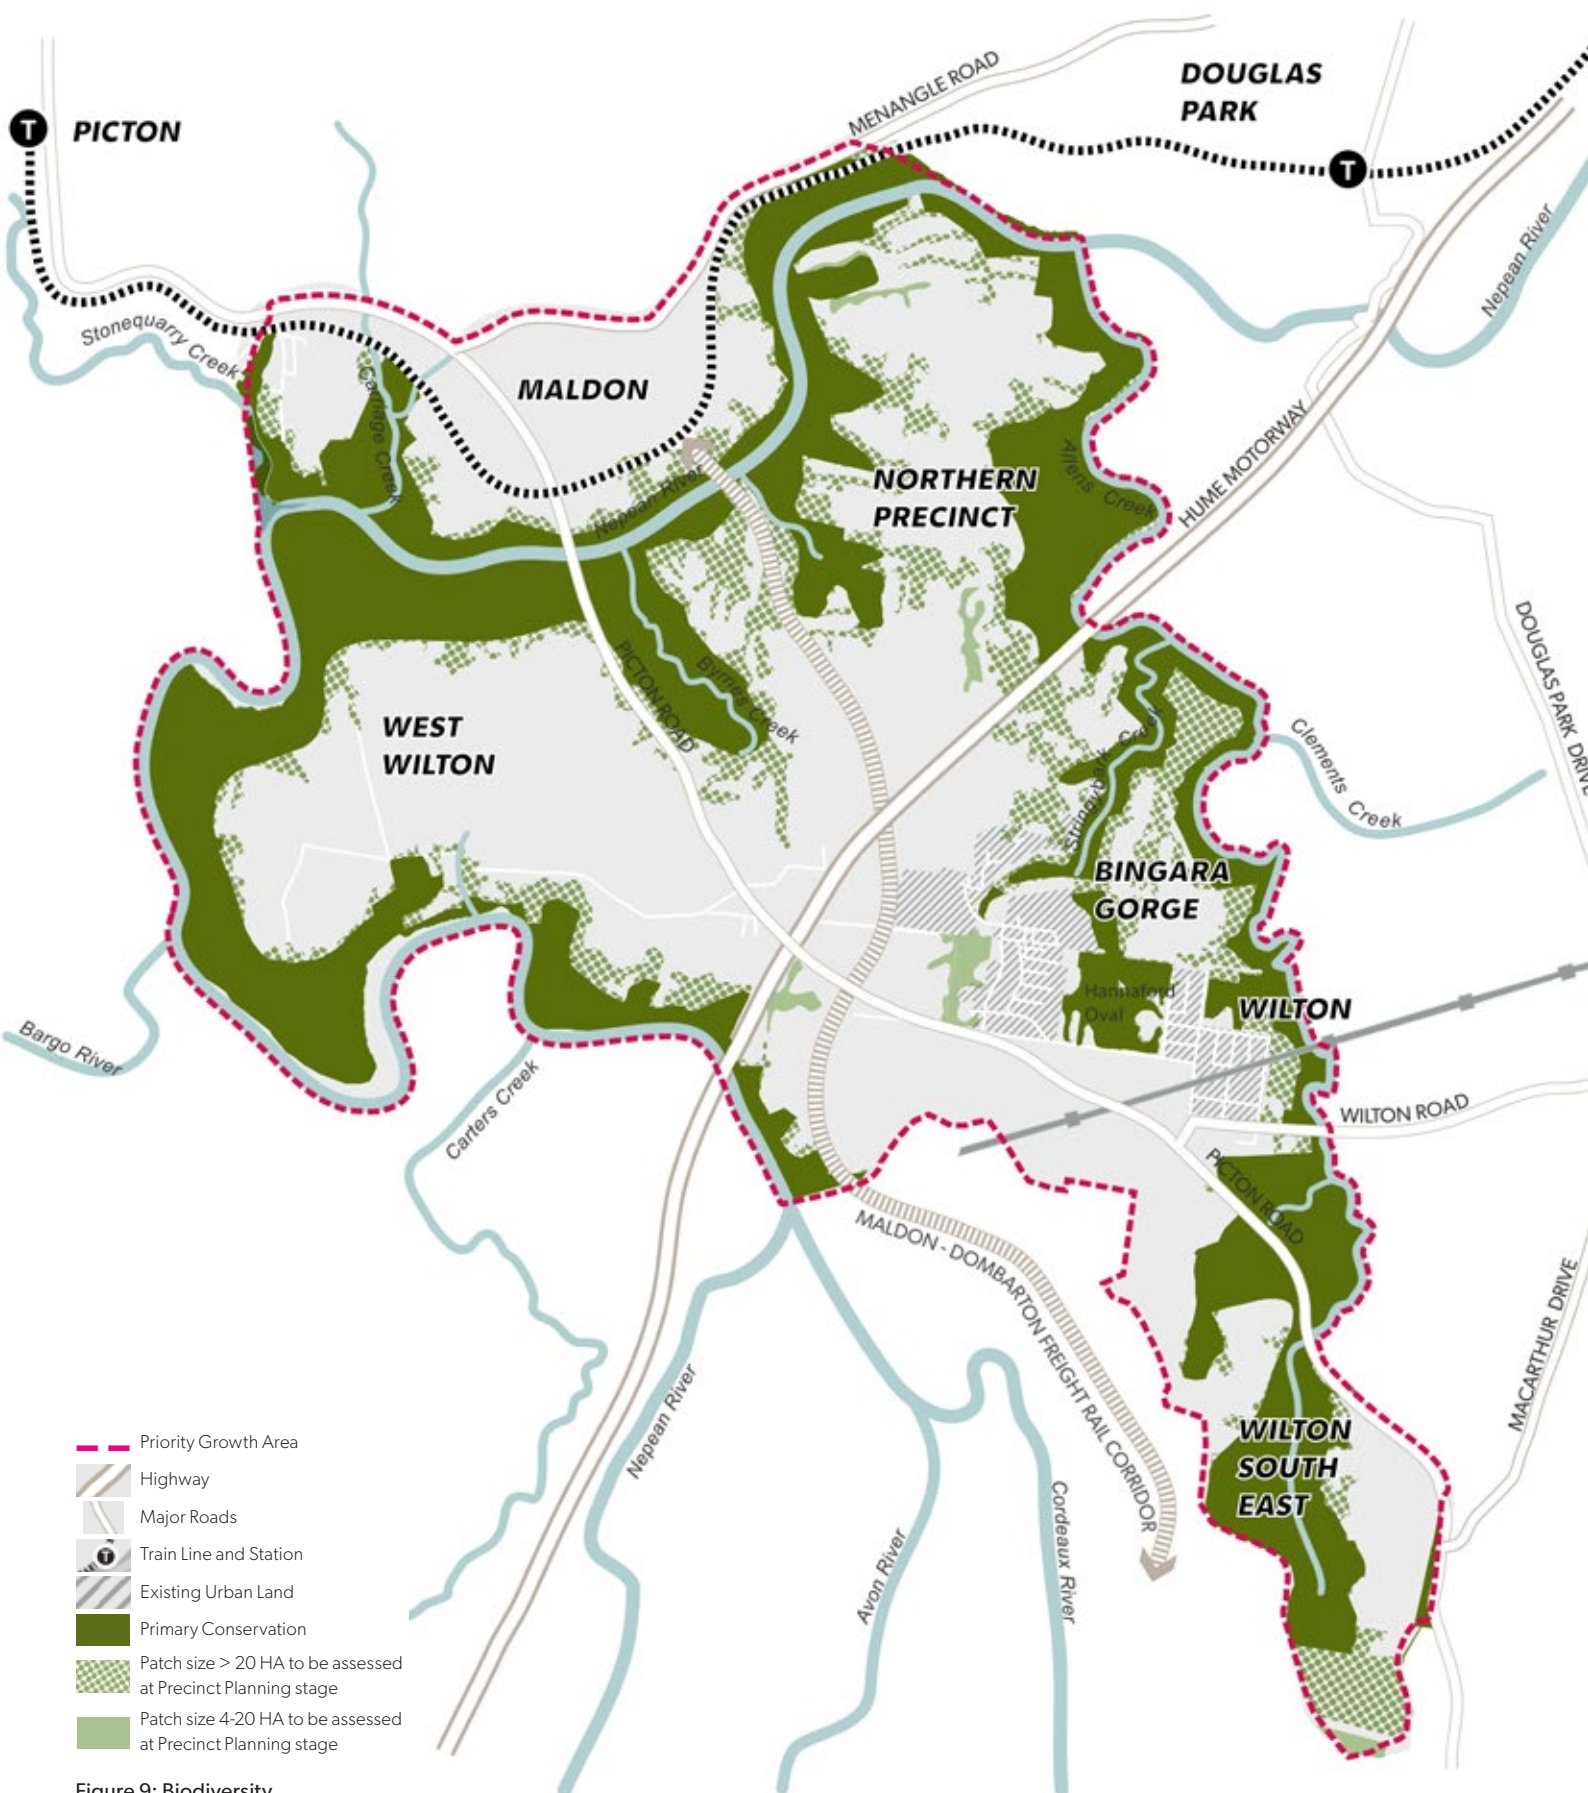 DOUGLAS
PARK
MENANGLE ROAD
T
PICTON
T
Nepean River
Stonequarry Creek
MALDON
Carriage Creek
HUME MOTORWAY
Allens Creek
NORTHERN
PRECINCT
Nepean River
DOUGLAS PARK DRIVE
PICTON ROAD
Byrnes Creek
WEST
WILTON
Stringybark Creek
Clements Creek
BINGARA
GORGE
Hannaford
Oval
WILTON
Bargo River
Carters Creek
WILTON ROAD
PICTON ROAD
MALDON - DOMBARTON FREIGHT RAIL CORRIDOR
MACARTHUR DRIVE
Nepean River
WILTON
SOUTH
EAST
Avon River
Cordeaux River
Priority Growth Area
Highway
Major Roads
T
Train Line and Station
Existing Urban Land
Primary Conservation
Patch size > 20 HA to be assessed
at Precinct Planning stage
Patch size 4-20 HA to be assessed
at Precinct Planning stage
Figure 9: Biodiversity